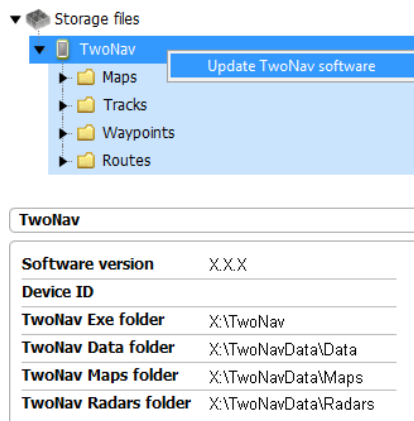 Storage files
TwoNav
Update TwoNav software
Maps
Tracks
Waypoints
Routes
TwoNav
Software version X.X.X
Device ID
TwoNav Exe folder X:\TwoNav
TwoNav Data folder X:\TwoNavData\Data
TwoNav Maps folder X:\TwoNavData\Maps
TwoNav Radars folder X:\TwoNavData\Radars